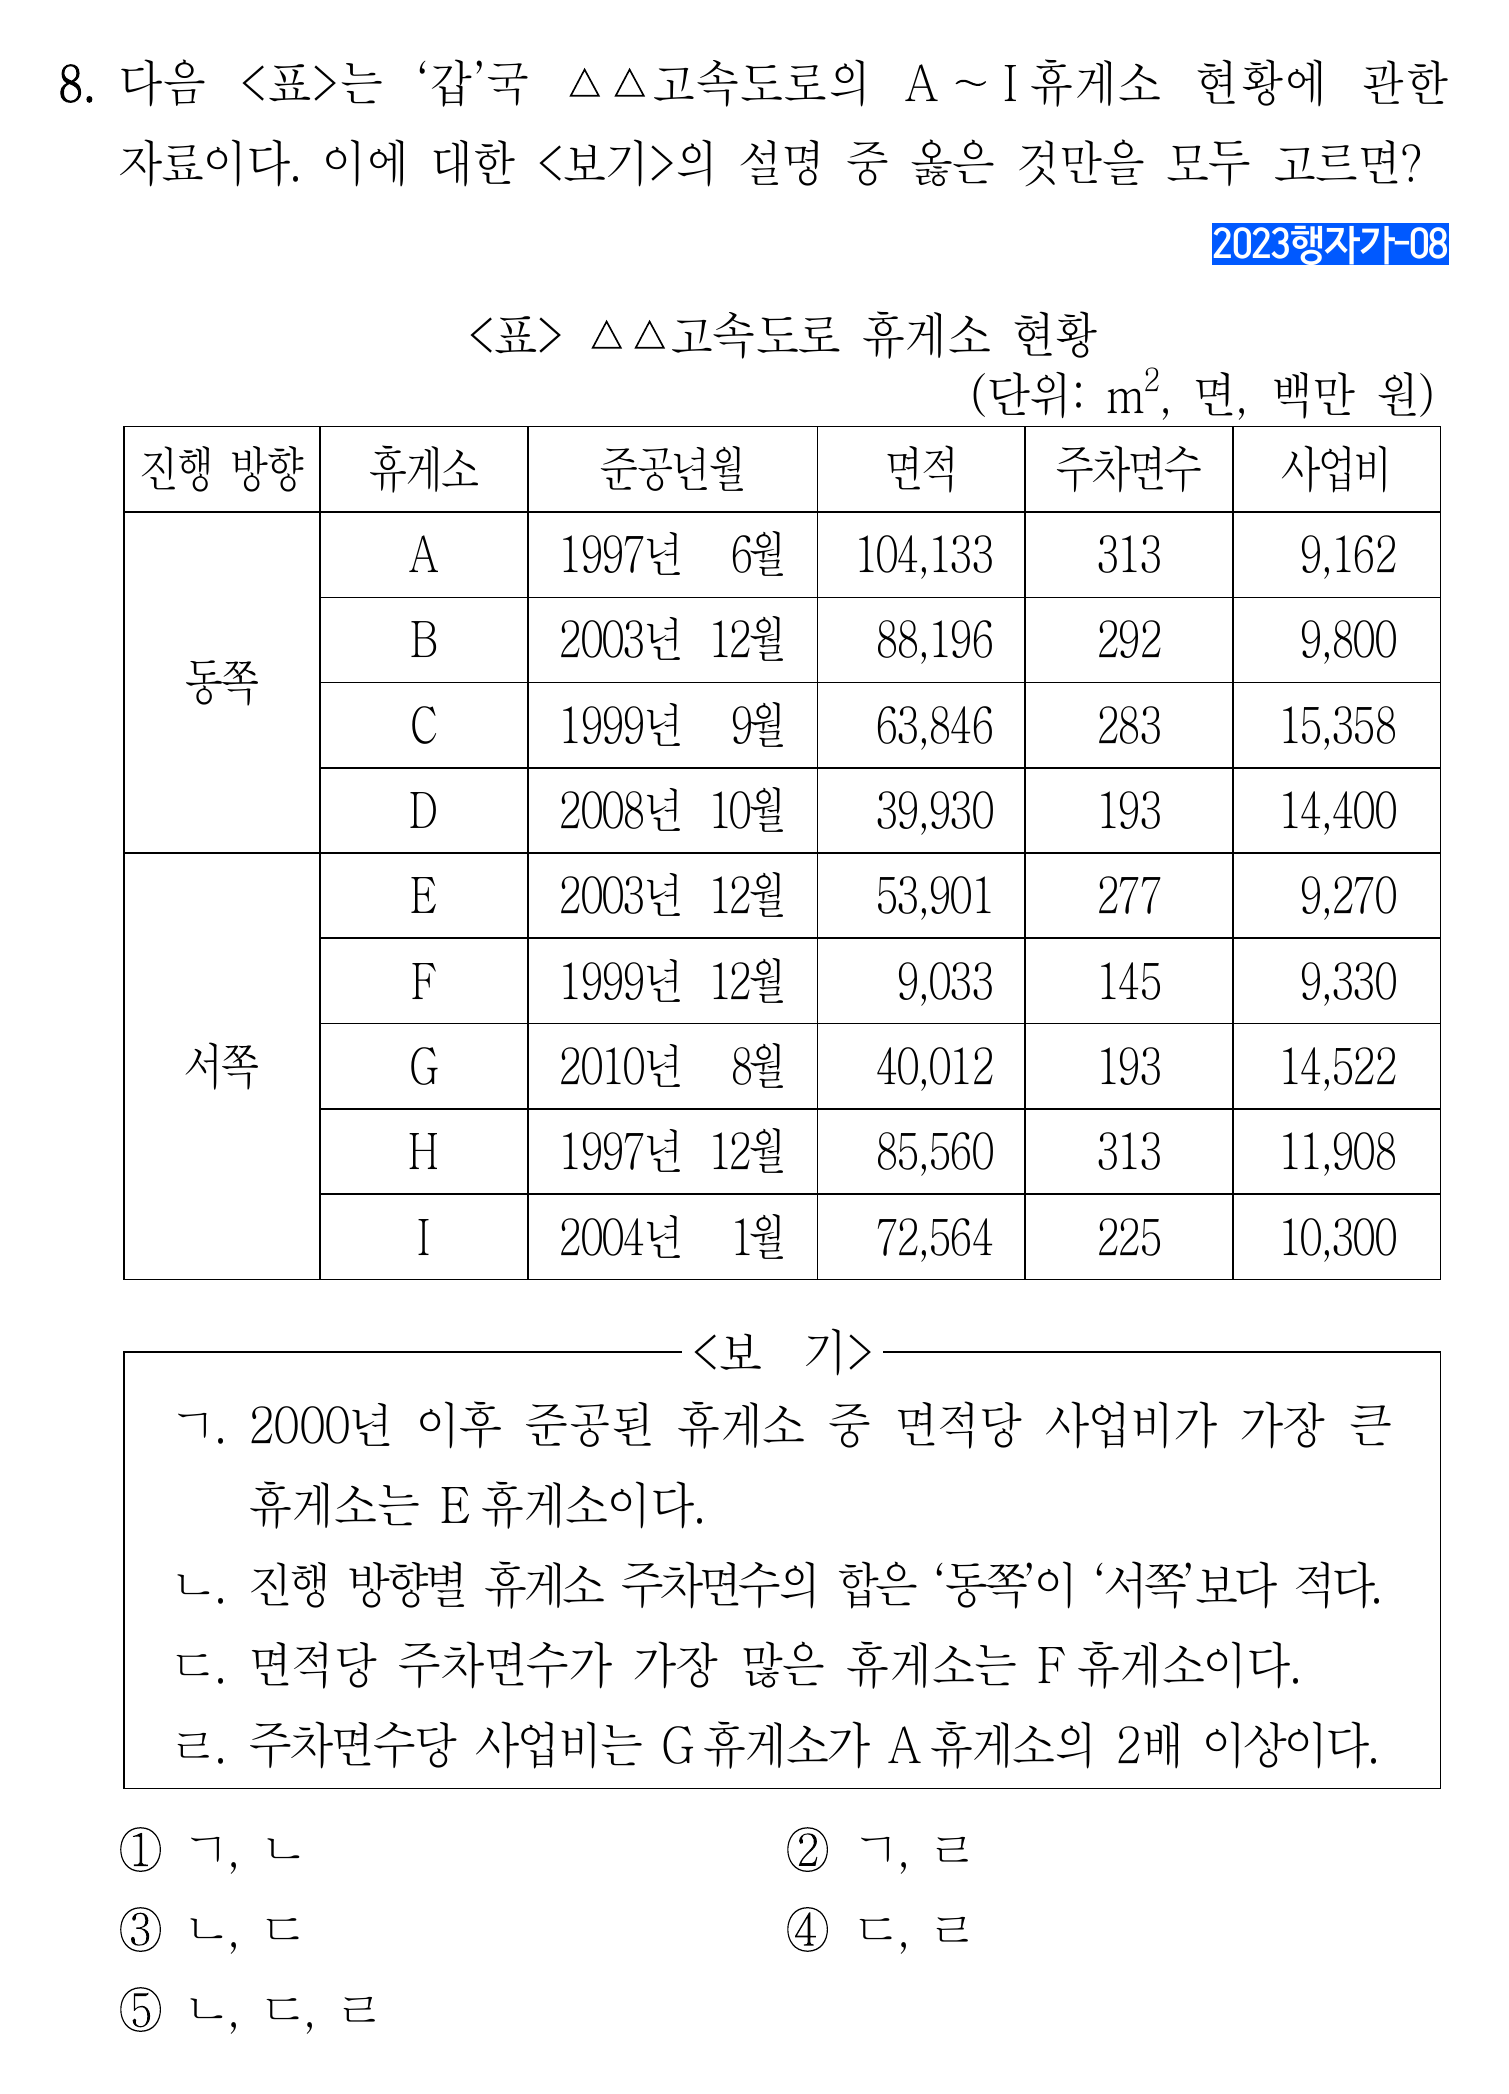 8. 다음 <표>는 ‘갑’국 △△고속도로의 A ~ I 휴게소 현황에 관한
자료이다. 이에 대한 <보기>의 설명 중 옳은 것만을 모두 고르면?
2023행자가-08
<표> △△고속도로 휴게소 현황
(단위: m², 면, 백만 원)
진행 방향 휴게소 준공년월 면적 주차면수 사업비
동쪽
A 1997년 6월 104,133 313 9,162
B 2003년 12월 88,196 292 9,800
C 1999년 9월 63,846 283 15,358
D 2008년 10월 39,930 193 14,400
서쪽
E 2003년 12월 53,901 277 9,270
F 1999년 12월 9,033 145 9,330
G 2010년 8월 40,012 193 14,522
H 1997년 12월 85,560 313 11,908
I 2004년 1월 72,564 225 10,300
<보 기>
ㄱ. 2000년 이후 준공된 휴게소 중 면적당 사업비가 가장 큰
휴게소는 E 휴게소이다.
ㄴ. 진행 방향별 휴게소 주차면수의 합은 ‘동쪽’이 ‘서쪽’보다 적다.
ㄷ. 면적당 주차면수가 가장 많은 휴게소는 F 휴게소이다.
ㄹ. 주차면수당 사업비는 G 휴게소가 A 휴게소의 2배 이상이다.
① ㄱ, ㄴ ② ㄱ, ㄹ
③ ㄴ, ㄷ ④ ㄷ, ㄹ
⑤ ㄴ, ㄷ, ㄹ